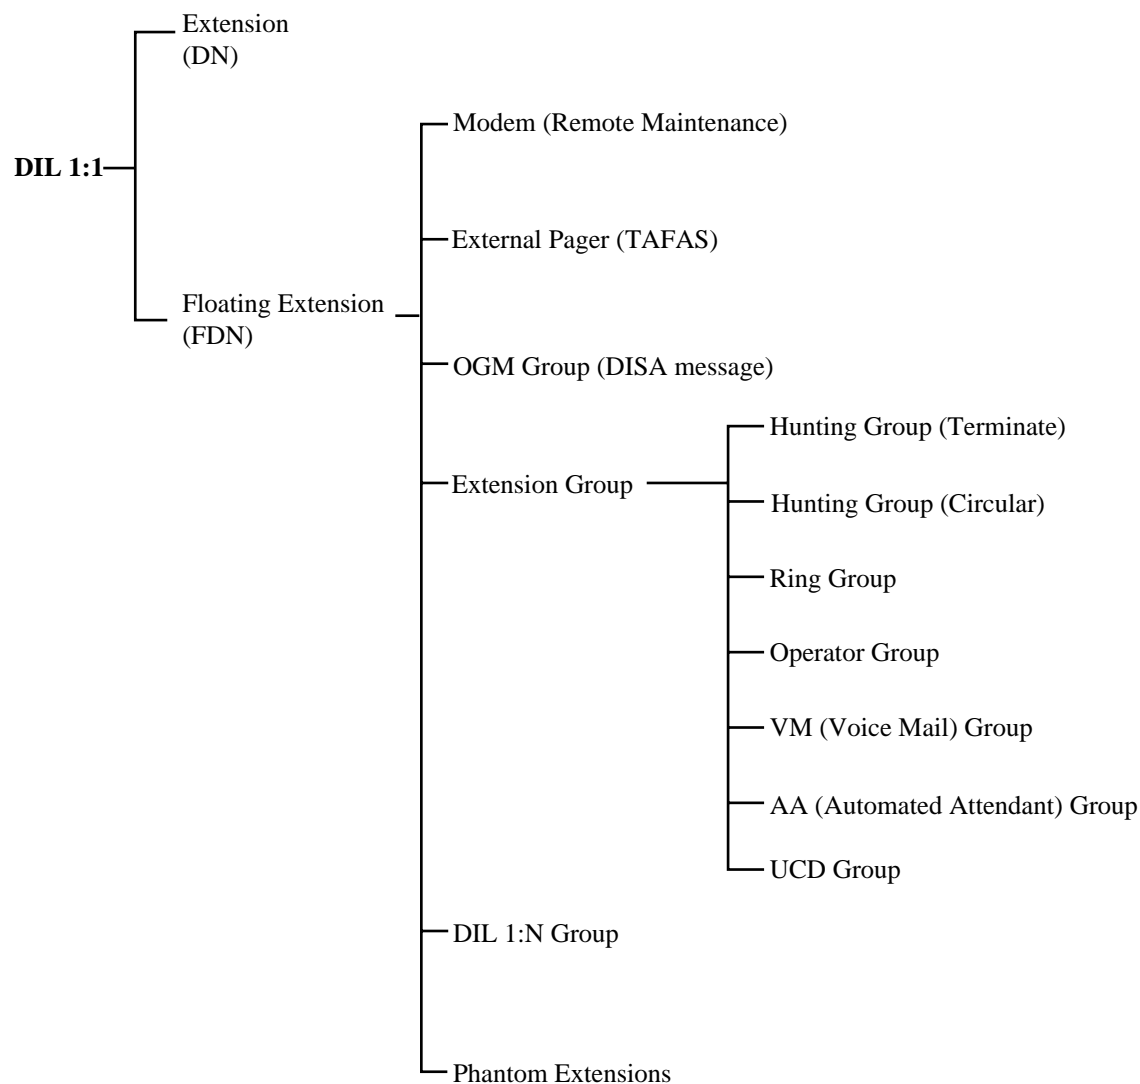 Extension
(DN)
Modem (Remote Maintenance)
DIL 1:1
External Pager (TAFAS)
Floating Extension
(FDN)
OGM Group (DISA message)
Hunting Group (Terminate)
Extension Group
Hunting Group (Circular)
Ring Group
Operator Group
VM (Voice Mail) Group
AA (Automated Attendant) Group
UCD Group
DIL 1:N Group
Phantom Extensions